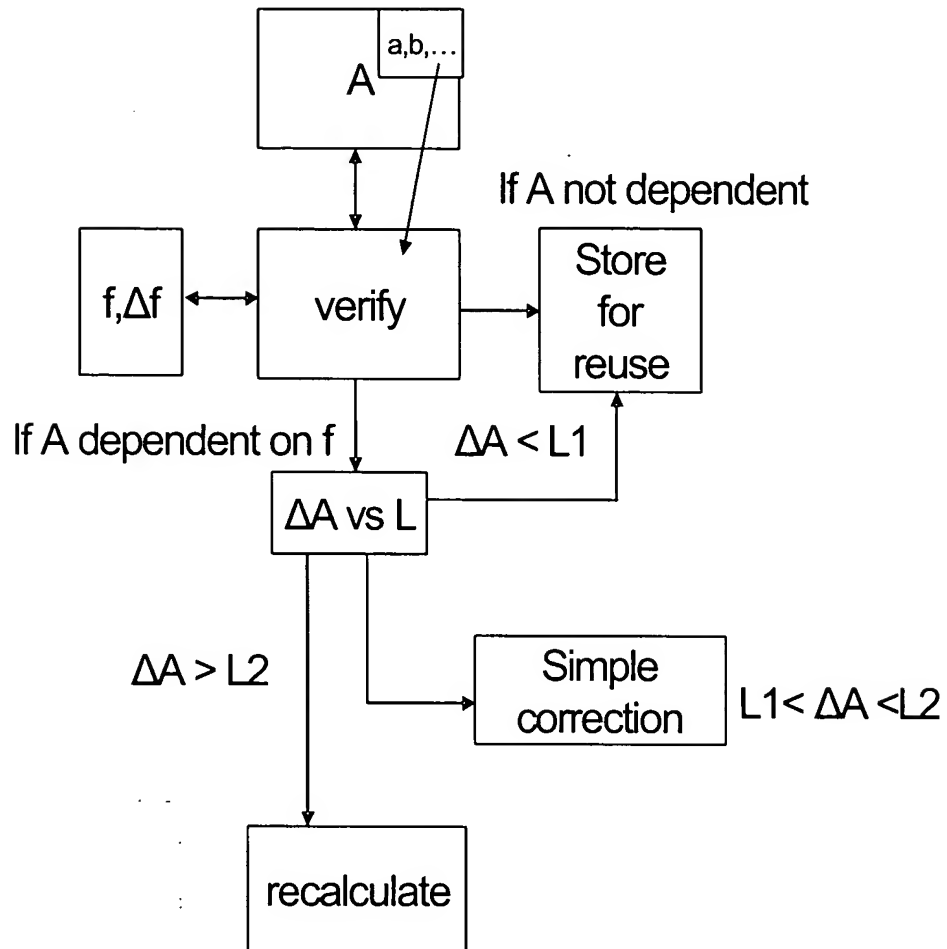 a,b,...
A
If A not dependent
f,Δf
verify
Store
for
reuse
If A dependent on f
ΔA < L1
ΔA vs L
ΔA > L2
Simple
correction
L1< ΔA <L2
recalculate